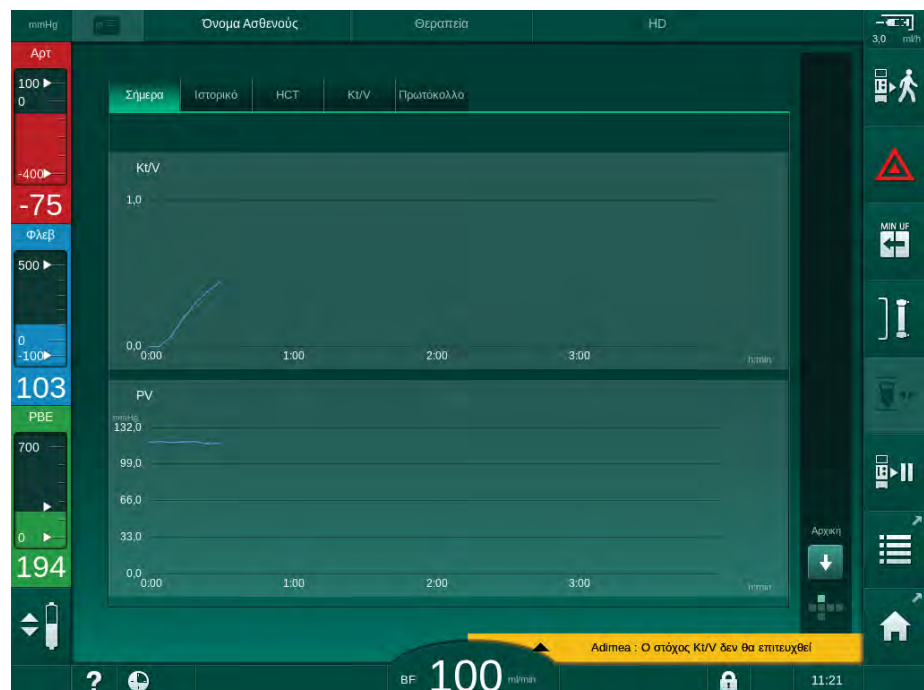 mmHg
Όνομα Ασθενούς
Θεραπεία
HD
3,0 ml/h
Αρτ
100
0
-400
-75
Φλεβ
500
0
-100
103
PBE
700
0
194
Σήμερα
Ιστορικό
HCT
Kt/V
Πρωτόκολλο
Kt/V
1,0
0,0
0:00
1:00
2:00
3:00
h:min
PV
mmHg
132,0
99,0
66,0
33,0
0,0
0:00
1:00
2:00
3:00
h:min
Αρχικη
MIN UF
Adimea : Ο στόχος Kt/V δεν θα επιτευχθεί
?
BF 100 ml/min
11:21